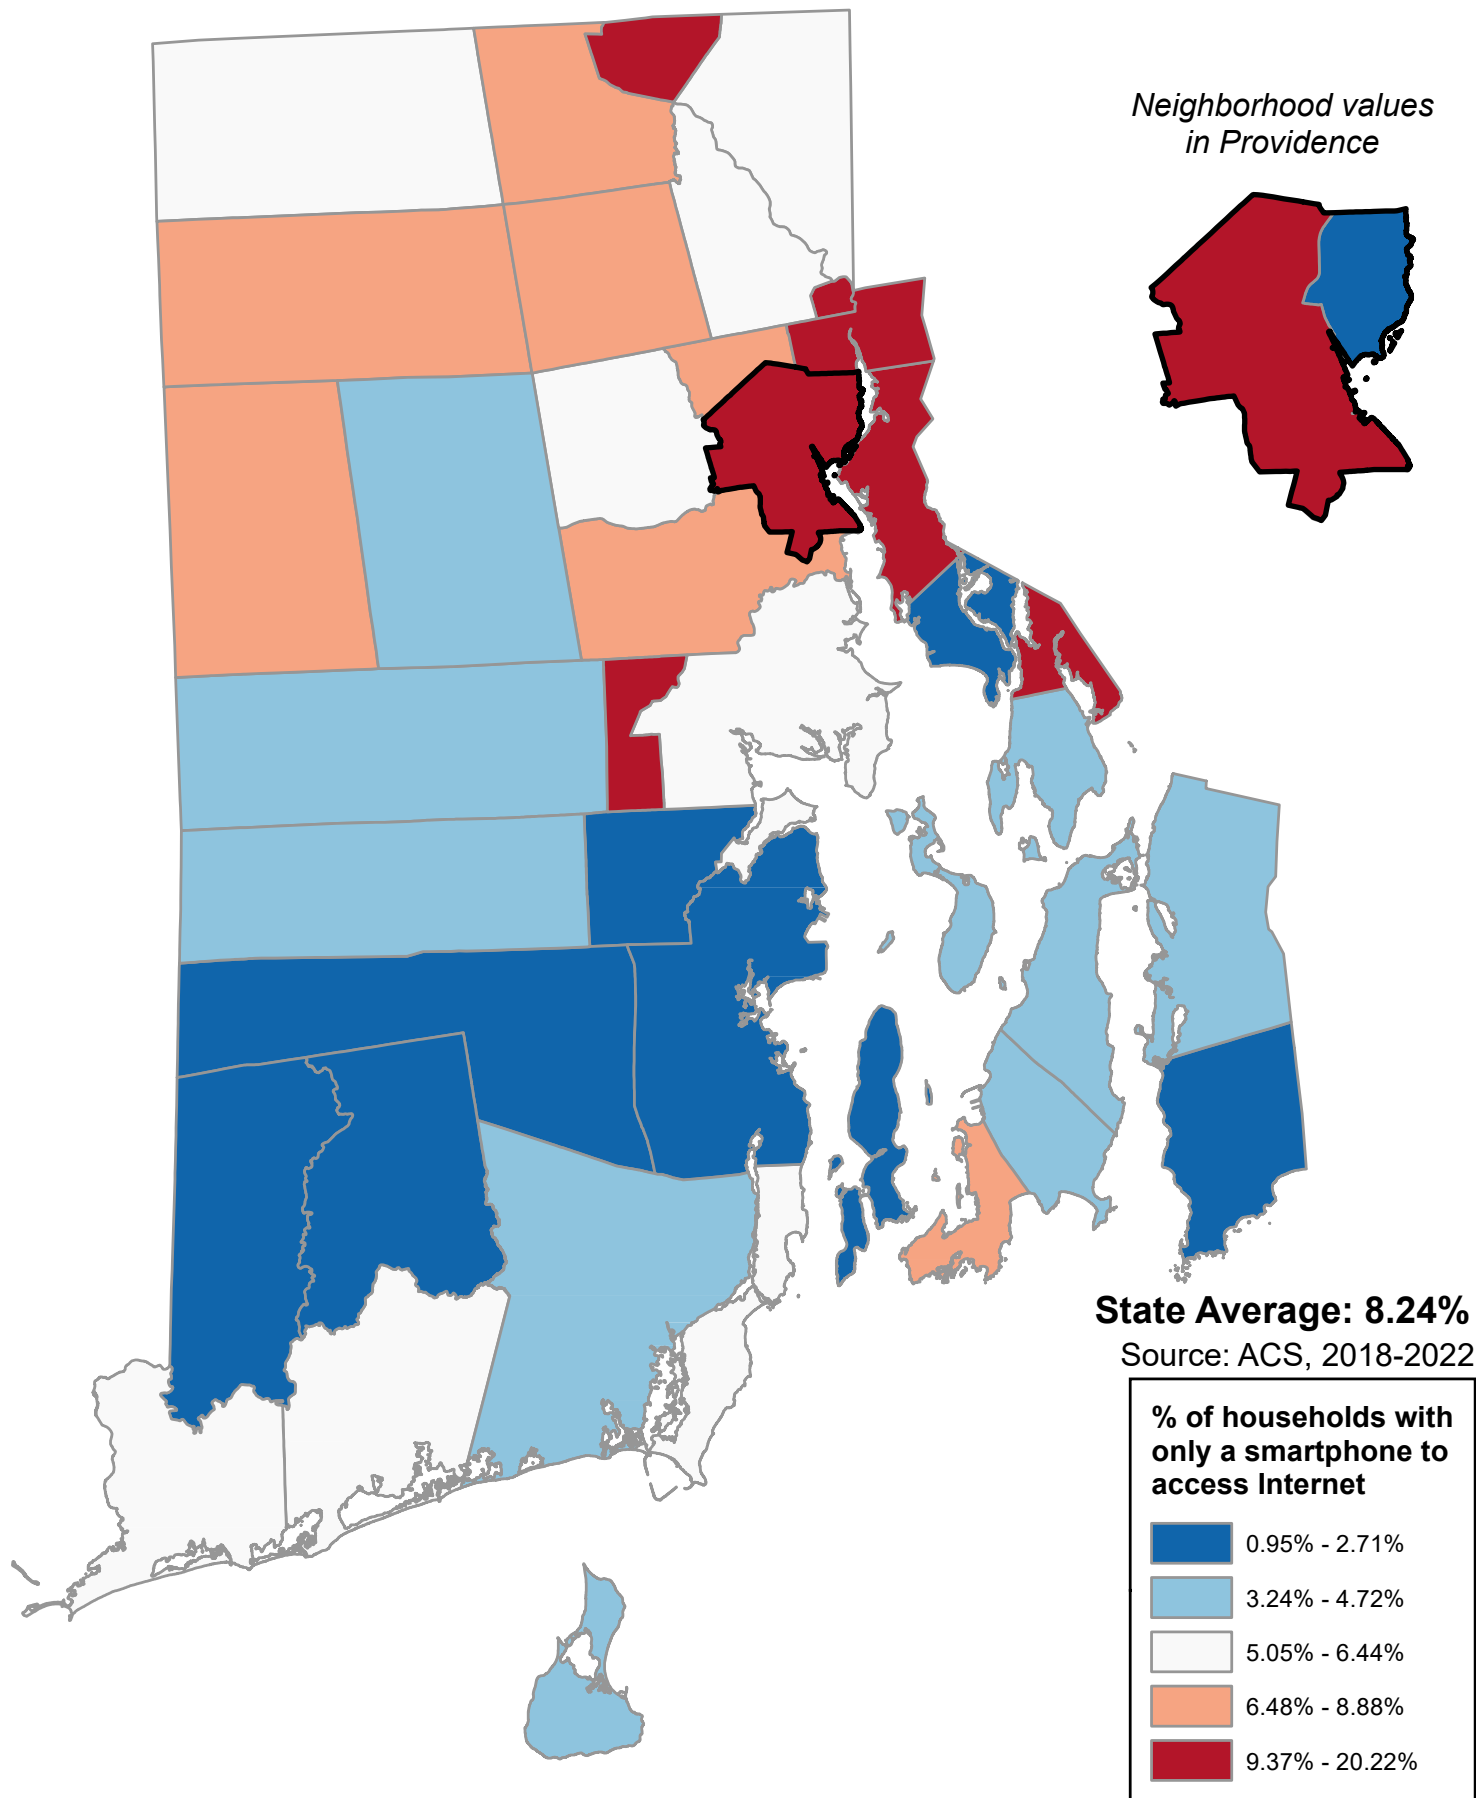 Neighborhood values
in Providence
State Average: 8.24%
Source: ACS, 2018-2022
% of households with
only a smartphone to
access Internet
0.95% - 2.71%
3.24% - 4.72%
5.05% - 6.44%
6.48% - 8.88%
9.37% - 20.22%